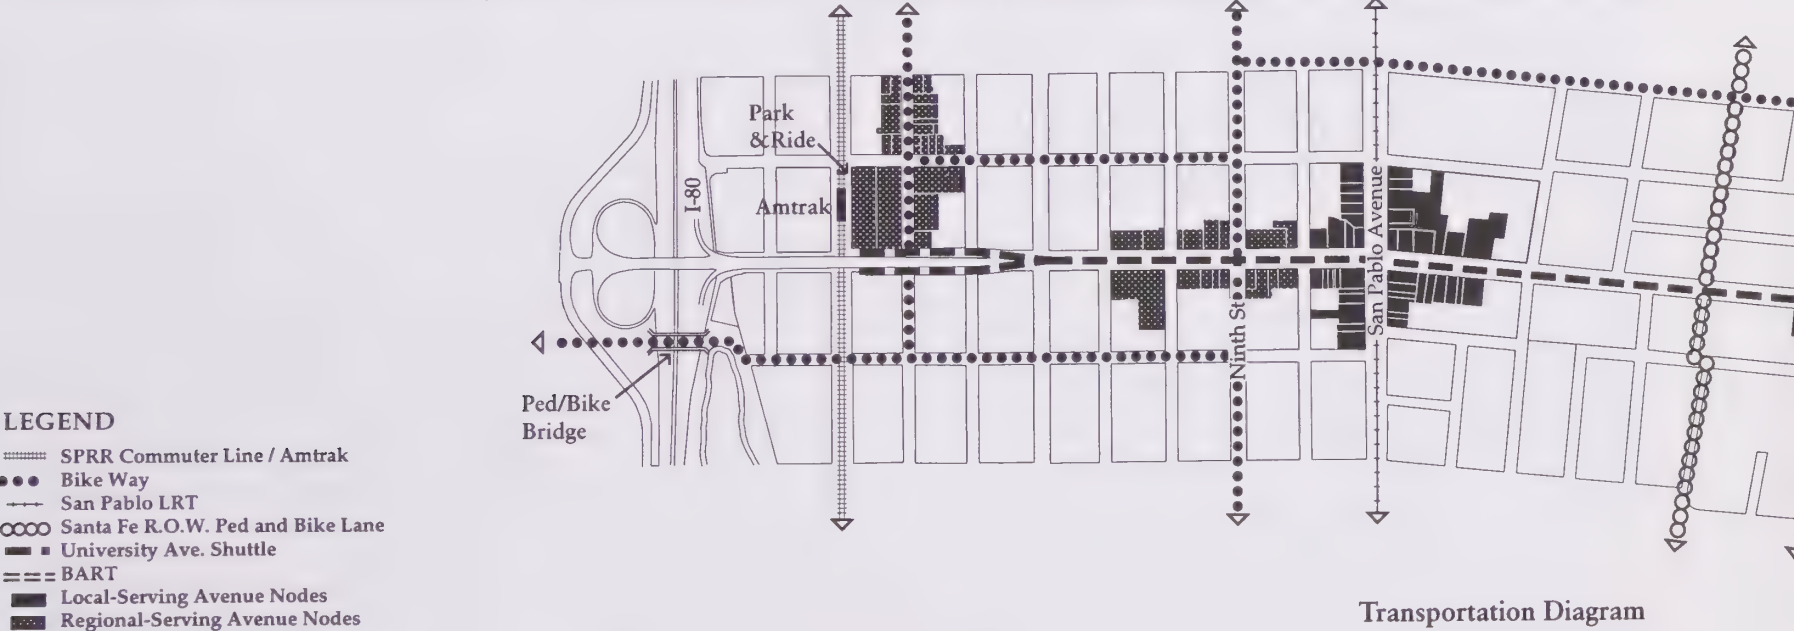 Park
&Ride
I-80
Amtrak
San Pablo Avenue
Ninth St
Ped/Bike
Bridge
LEGEND
SPRR Commuter Line / Amtrak
Bike Way
San Pablo LRT
Santa Fe R.O.W. Ped and Bike Lane
University Ave. Shuttle
BART
Local-Serving Avenue Nodes
Regional-Serving Avenue Nodes
Transportation Diagram